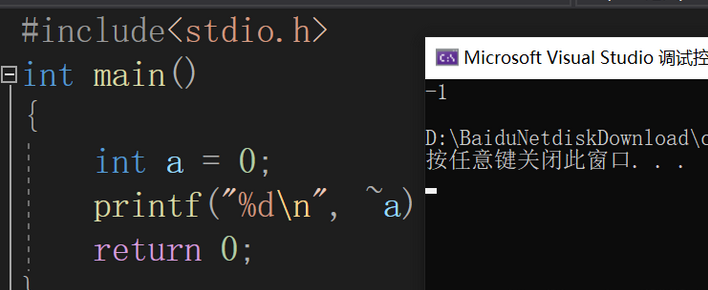 #include<stdio.h>
int main()
{
int a = 0;
printf("%d\n", ~a)
return 0;
Microsoft Visual Studio 调试控
-1
D:\BaiduNetdiskDownload\c
按任意键关闭此窗口. . .